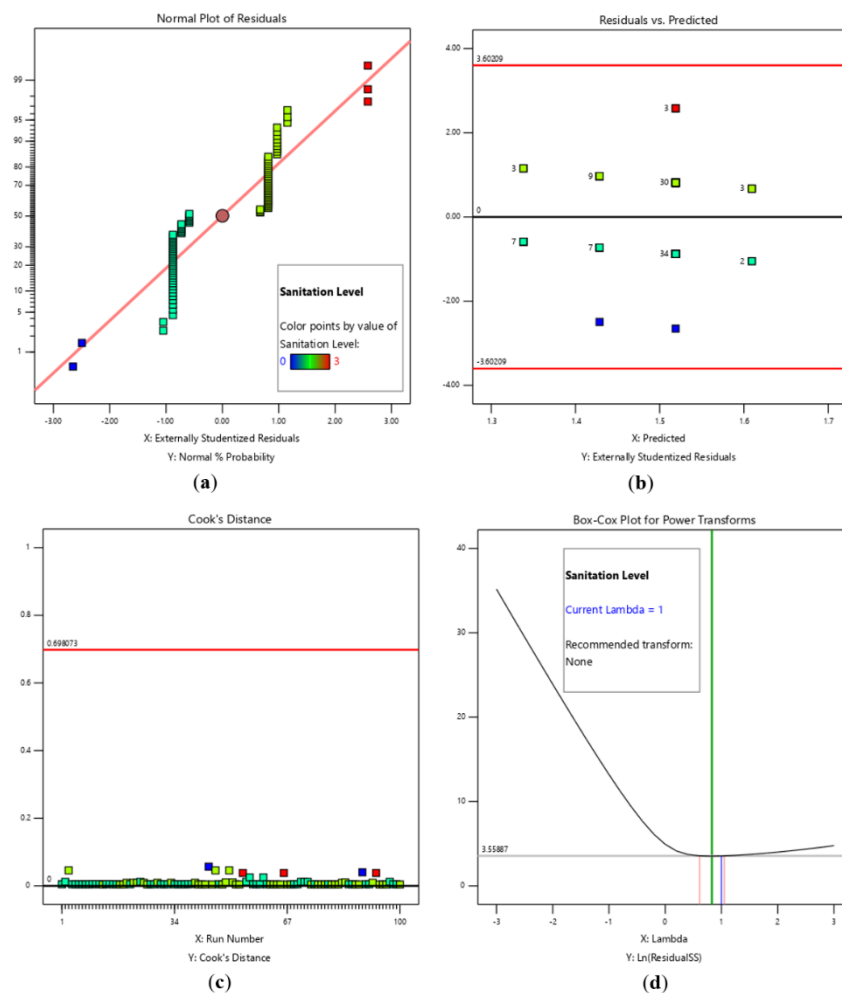 Normal Plot of Residuals
99
95
90
80
70
50
30
20
10
5
1
Sanitation Level
Color points by value of
Sanitation Level:
0 3
-3.00 -2.00 -1.00 0.00 1.00 2.00 3.00
X: Externally Studentized Residuals
Y: Normal % Probability
(a)
Residuals vs. Predicted
4.00
3.60209
3
2.00
3
9
30
3
0
0.00
7
7
34
2
-2.00
-3.60209
-4.00
1.3 1.4 1.5 1.6 1.7
X: Predicted
Y: Externally Studentized Residuals
(b)
Cook's Distance
1
0.8
0.698073
0.6
0.4
0.2
0
0
1 34 67 100
X: Run Number
Y: Cook's Distance
(c)
Box-Cox Plot for Power Transforms
40
Sanitation Level
Current Lambda = 1
Recommended transform:
None
30
20
10
3.55887
0
-3 -2 -1 0 1 2 3
X: Lambda
Y: Ln(ResidualSS)
(d)